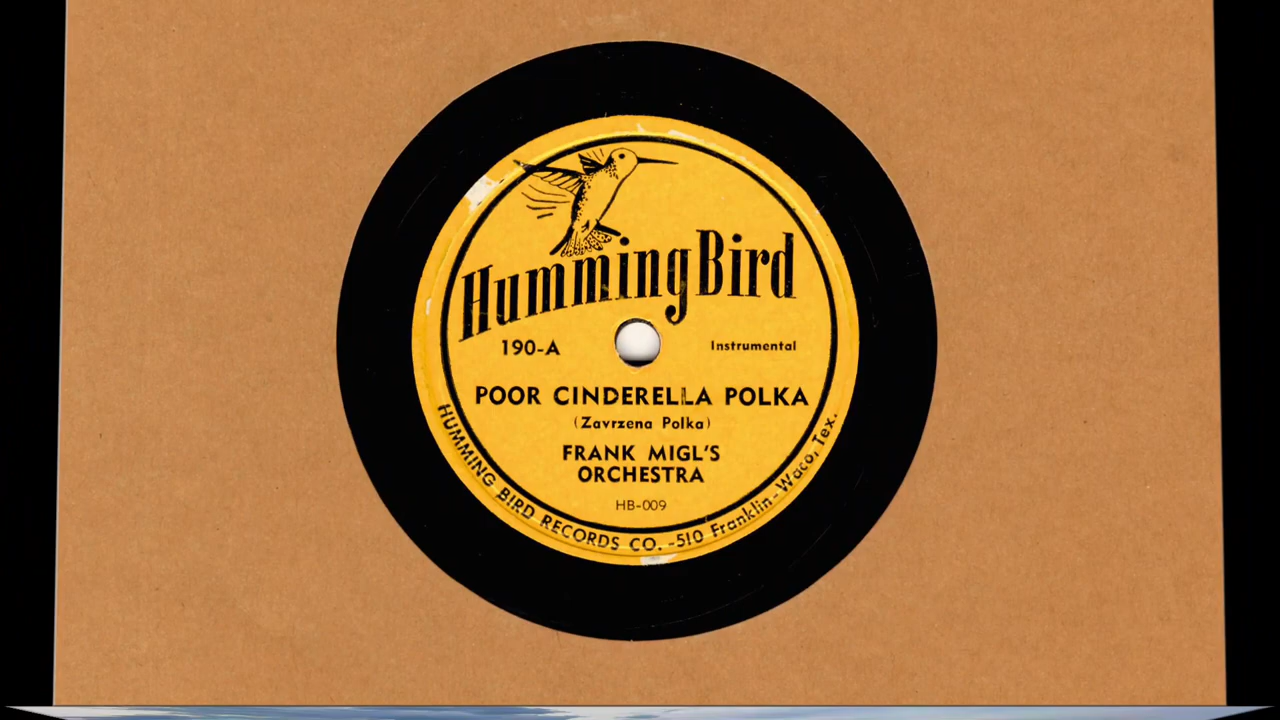 HummingBird
190-A
Instrumental
POOR CINDERELLA POLKA
(Zavrzena Polka)
FRANK MIGL'S
ORCHESTRA
HB-009
HUMMING BIRD RECORDS CO. -510 Franklin-Waco, Tex.